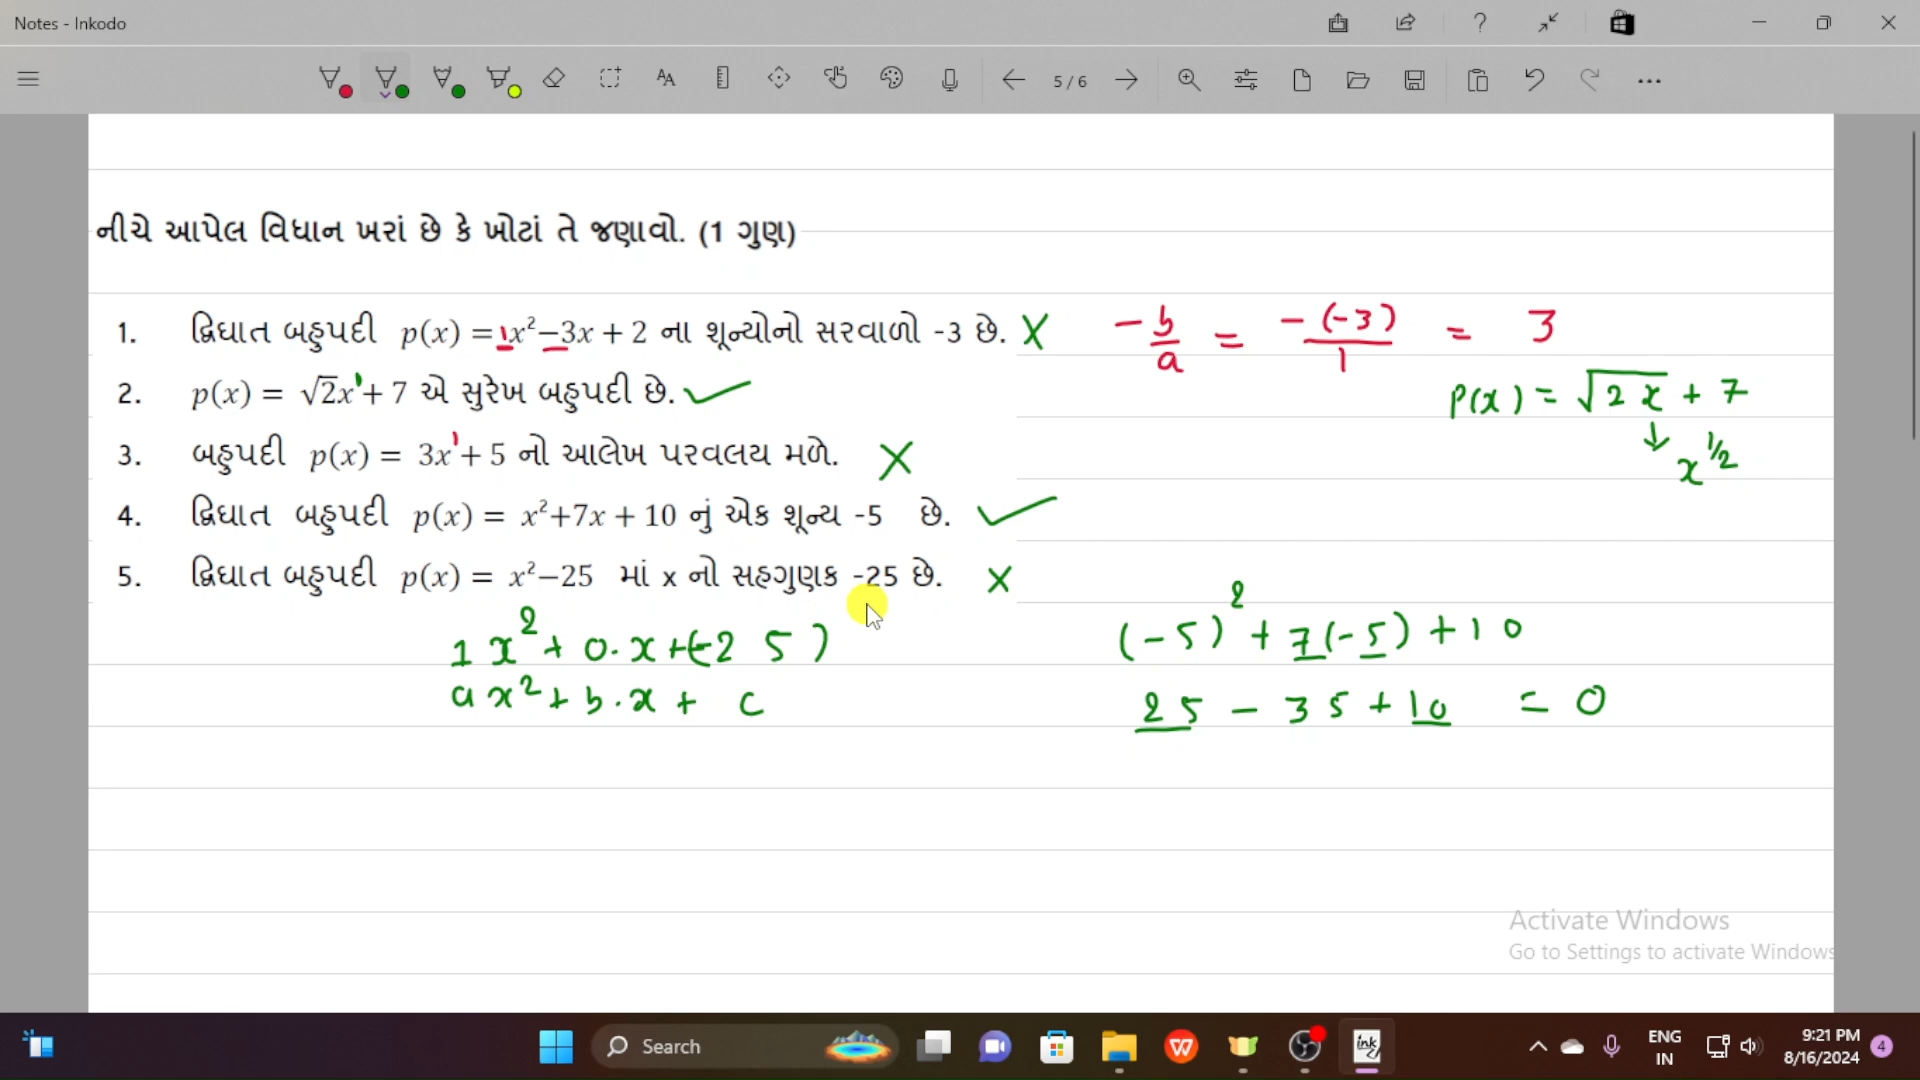 Notes - Inkodo
5 / 6
નીચે આપેલ વિધાન ખરાં છે કે ખોટાં તે જણાવો. (1 ગુણ)
1. દ્વિઘાત બહુપદી p(x) = 1x²−3x + 2 ના શૂન્યોનો સરવાળો -3 છે. X -b/a = -(-3)/1 = 3
2. p(x) = √2x¹+ 7 એ સુરેખ બહુપદી છે. ✓
P(x) = √2x + 7
↓ x^1/2
3. બહુપદી p(x) = 3x¹+ 5 નો આલેખ પરવલય મળે. X
4. દ્વિઘાત બહુપદી p(x) = x²+7x + 10 નું એક શૂન્ય -5 છે. ✓
5. દ્વિઘાત બહુપદી p(x) = x²−25 માં x નો સહગુણક -25 છે. X
1x² + 0.x + (-25)
ax² + b.x + c
(-5)² + 7(-5) + 10
25 - 35 + 10 = 0
Activate Windows
Go to Settings to activate Windows
Search
ENG
IN
9:21 PM
8/16/2024
4